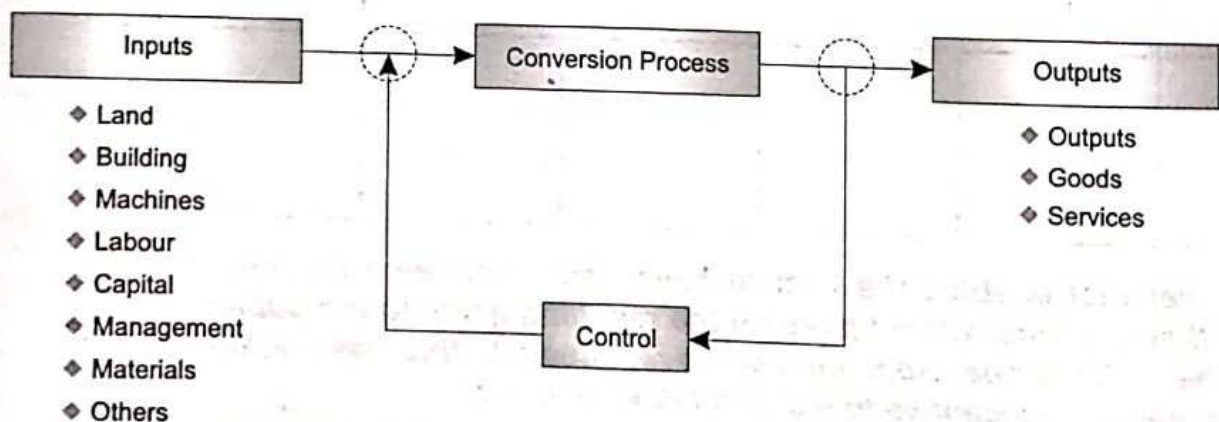 Inputs
Conversion Process
Outputs
Land
Building
Machines
Labour
Capital
Management
Materials
Others
Outputs
Goods
Services
Control